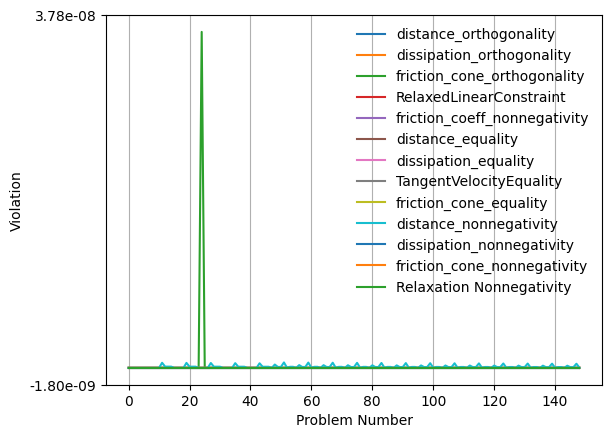 3.78e-08
distance_orthogonality
dissipation_orthogonality
friction_cone_orthogonality
RelaxedLinearConstraint
friction_coeff_nonnegativity
distance_equality
dissipation_equality
TangentVelocityEquality
friction_cone_equality
distance_nonnegativity
dissipation_nonnegativity
friction_cone_nonnegativity
Relaxation Nonnegativity
Violation
-1.80e-09
0 20 40 60 80 100 120 140
Problem Number